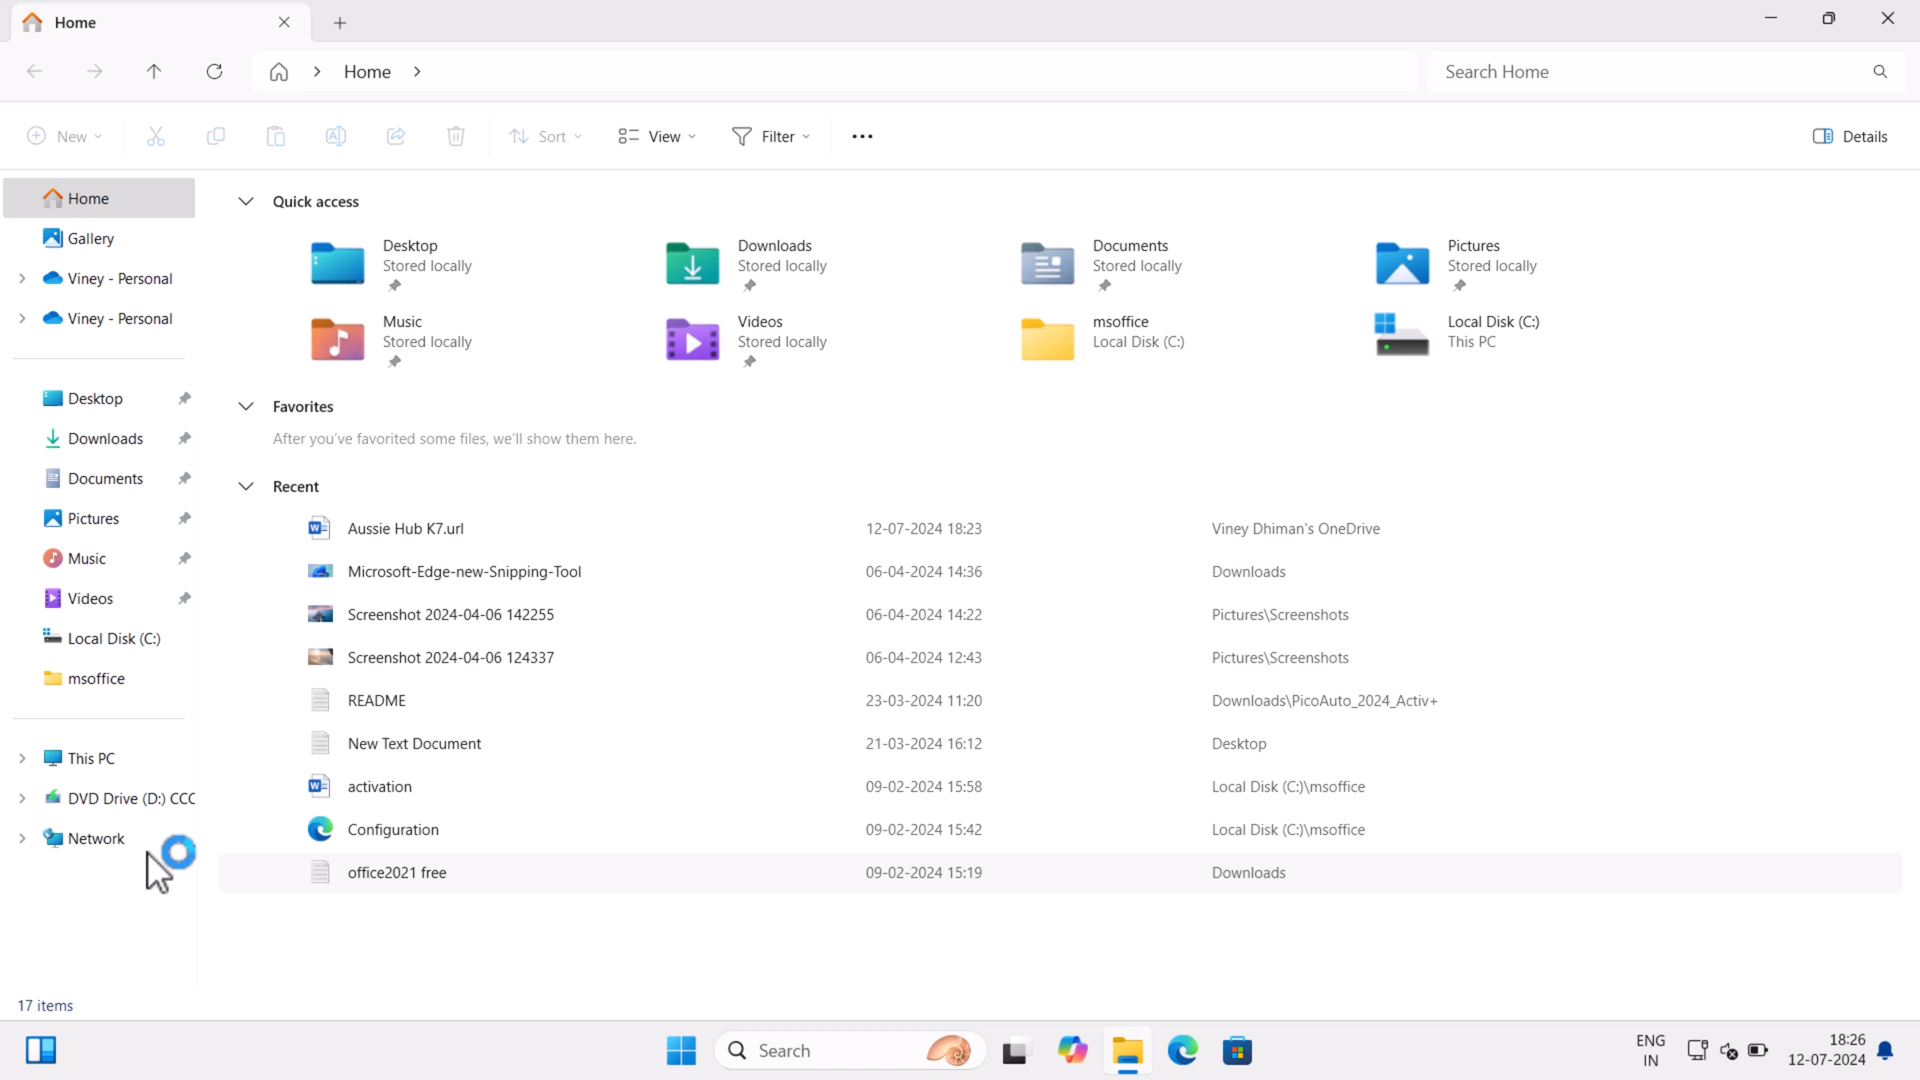 Home
Home
Search Home
New
Sort
View
Filter
Details
Home
Gallery
Viney - Personal
Viney - Personal
Desktop
Downloads
Documents
Pictures
Music
Videos
Local Disk (C:)
msoffice
This PC
DVD Drive (D:) CCC
Network
Quick access
Desktop
Stored locally
Downloads
Stored locally
Documents
Stored locally
Pictures
Stored locally
Music
Stored locally
Videos
Stored locally
msoffice
Local Disk (C:)
Local Disk (C:)
This PC
Favorites
After you've favorited some files, we'll show them here.
Recent
Aussie Hub K7.url 12-07-2024 18:23 Viney Dhiman's OneDrive
Microsoft-Edge-new-Snipping-Tool 06-04-2024 14:36 Downloads
Screenshot 2024-04-06 142255 06-04-2024 14:22 Pictures\Screenshots
Screenshot 2024-04-06 124337 06-04-2024 12:43 Pictures\Screenshots
README 23-03-2024 11:20 Downloads\PicoAuto_2024_Activ+
New Text Document 21-03-2024 16:12 Desktop
activation 09-02-2024 15:58 Local Disk (C:)\msoffice
Configuration 09-02-2024 15:42 Local Disk (C:)\msoffice
office2021 free 09-02-2024 15:19 Downloads
17 items
Search
ENG
IN
18:26
12-07-2024